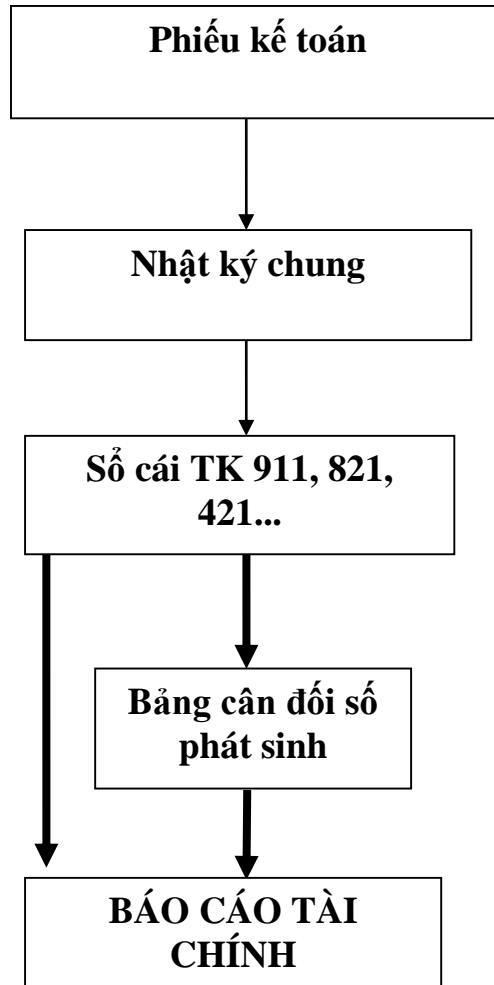 Phiếu kế toán
Nhật ký chung
Sổ cái TK 911, 821,
421...
Bảng cân đối số
phát sinh
BÁO CÁO TÀI
CHÍNH